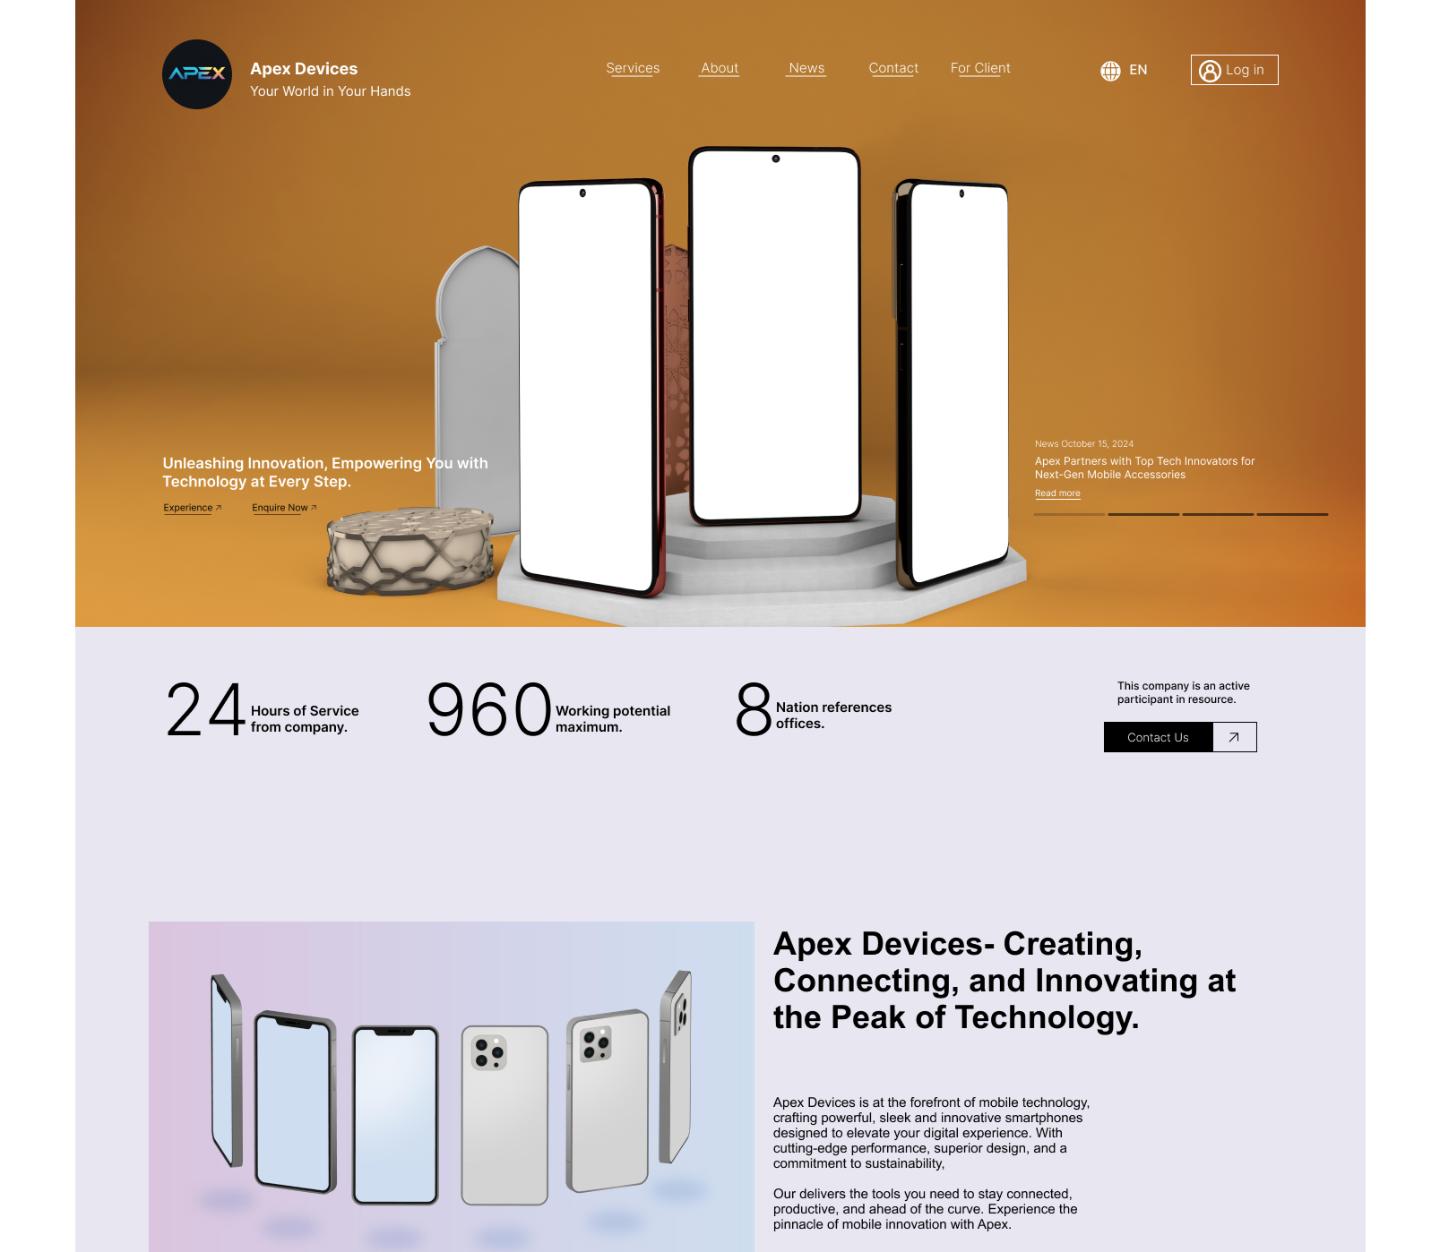 APEX
Apex Devices
Your World in Your Hands
Services
About
News
Contact
For Client
EN
Log in
Unleashing Innovation, Empowering You with
Technology at Every Step.
Experience ↗
Enquire Now ↗
News October 15, 2024
Apex Partners with Top Tech Innovators for
Next-Gen Mobile Accessories
Read more
24
Hours of Service
from company.
960
Working potential
maximum.
8
Nation references
offices.
This company is an active
participant in resource.
Contact Us ↗
Apex Devices- Creating,
Connecting, and Innovating at
the Peak of Technology.
Apex Devices is at the forefront of mobile technology,
crafting powerful, sleek and innovative smartphones
designed to elevate your digital experience. With
cutting-edge performance, superior design, and a
commitment to sustainability,
Our delivers the tools you need to stay connected,
productive, and ahead of the curve. Experience the
pinnacle of mobile innovation with Apex.